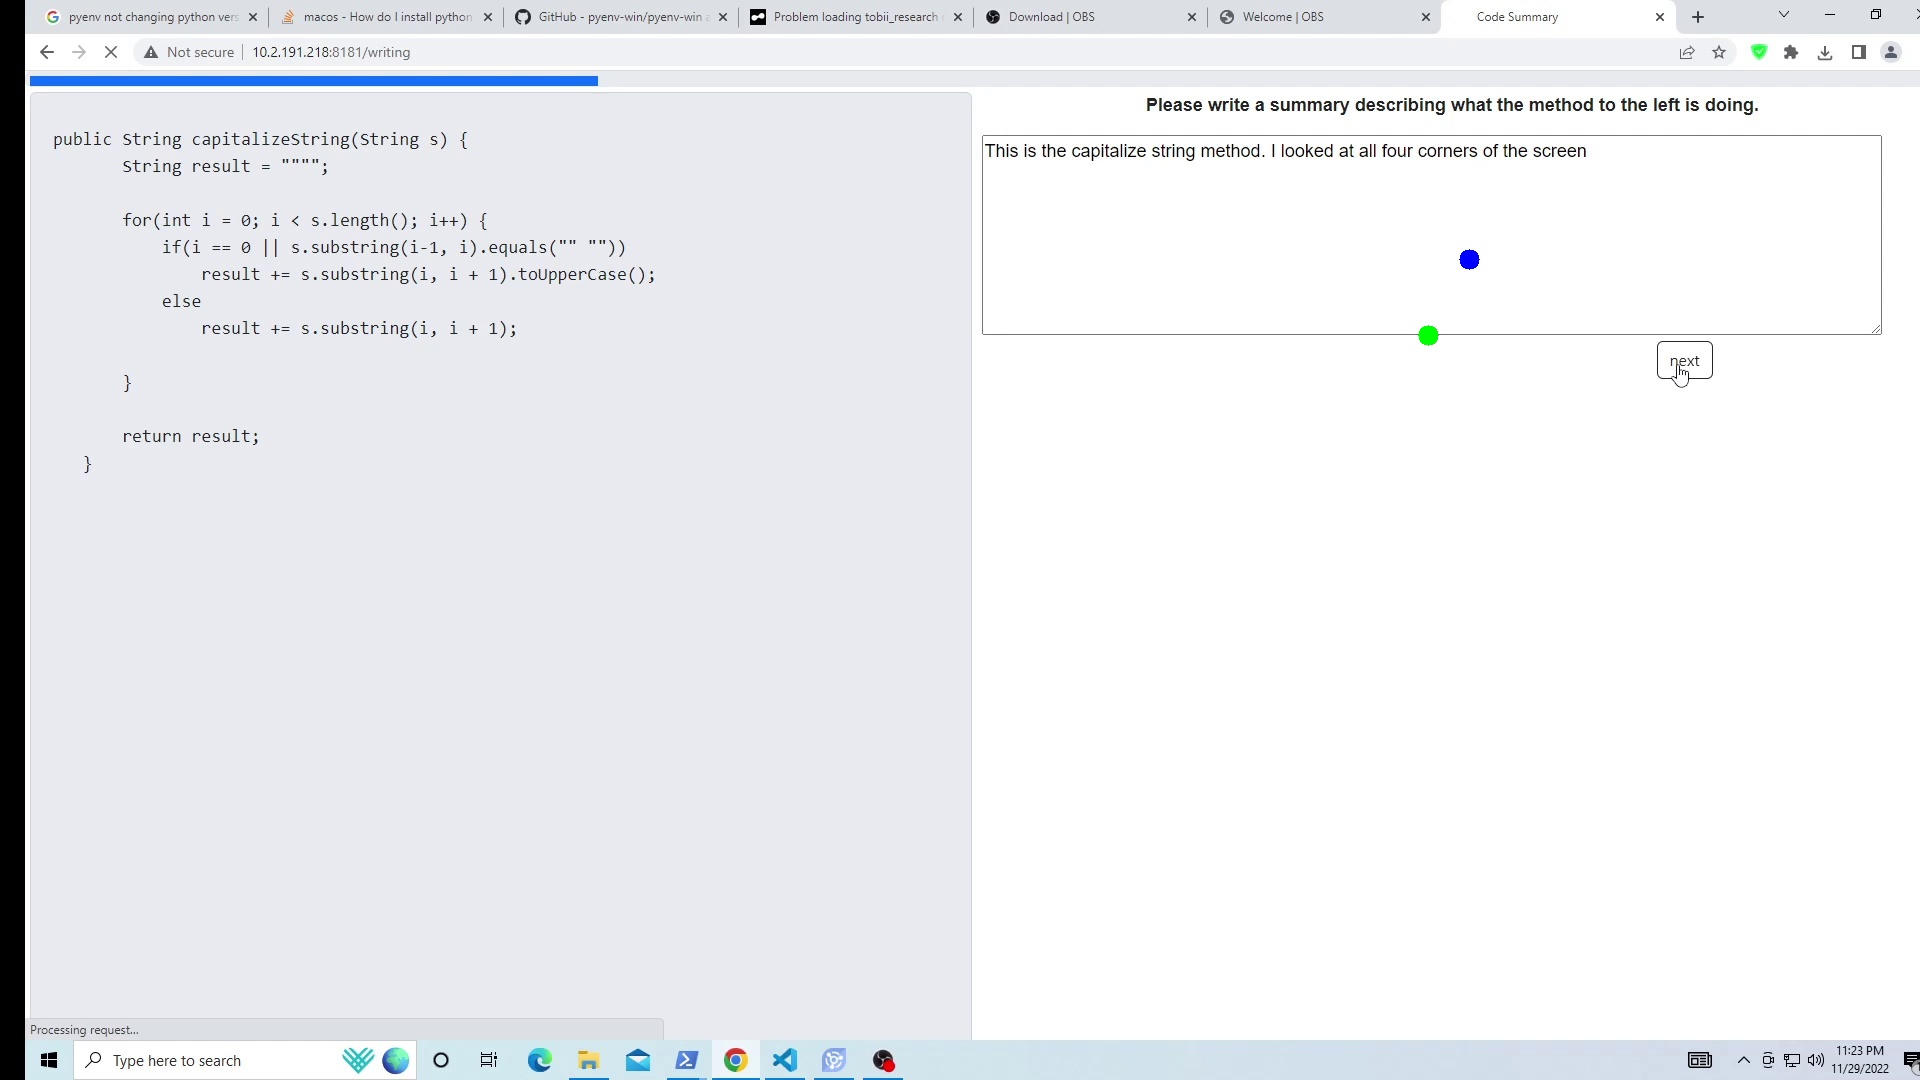 pyenv not changing python vers
macos - How do I install python
GitHub - pyenv-win/pyenv-win
Problem loading tobii_research
Download | OBS
Welcome | OBS
Code Summary
Not secure
10.2.191.218:8181/writing
public String capitalizeString(String s) {
String result = """";
for(int i = 0; i < s.length(); i++) {
if(i == 0 || s.substring(i-1, i).equals("" ""))
result += s.substring(i, i + 1).toUpperCase();
else
result += s.substring(i, i + 1);
}
return result;
}
Please write a summary describing what the method to the left is doing.
This is the capitalize string method. I looked at all four corners of the screen
next
Processing request...
Type here to search
11:23 PM
11/29/2022